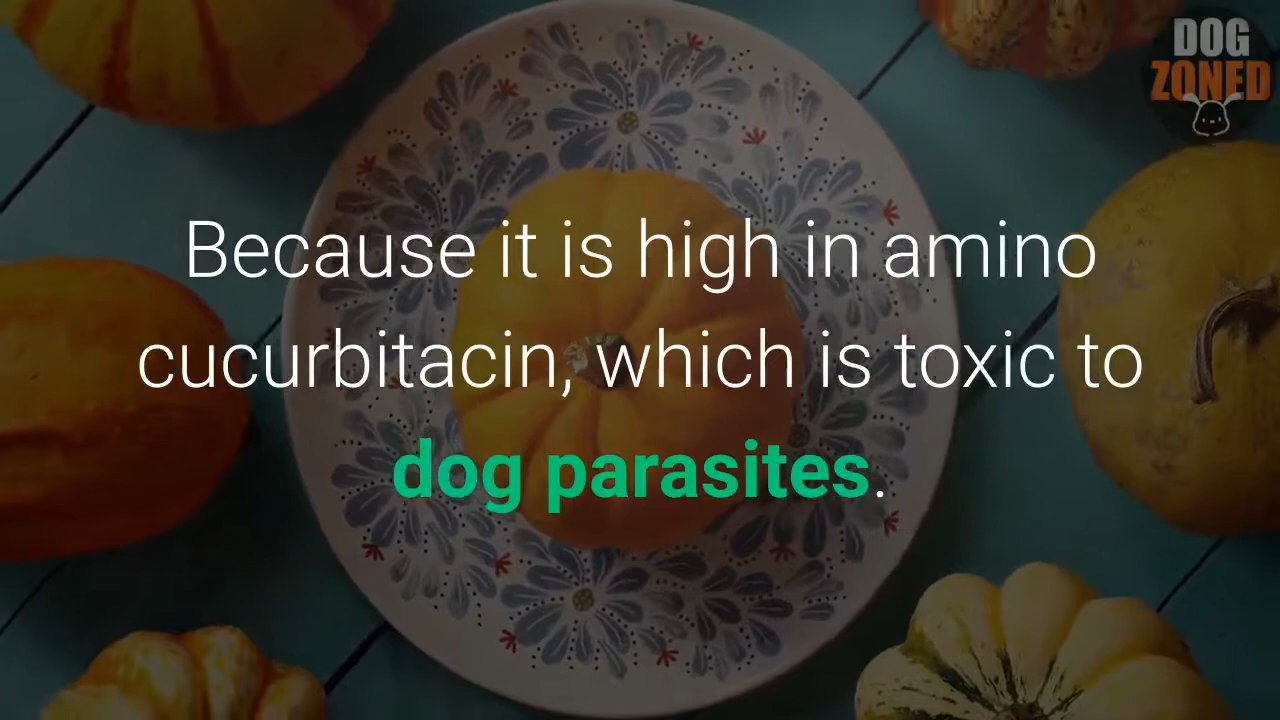 DOG
ZONED
Because it is high in amino
cucurbitacin, which is toxic to
dog parasites.